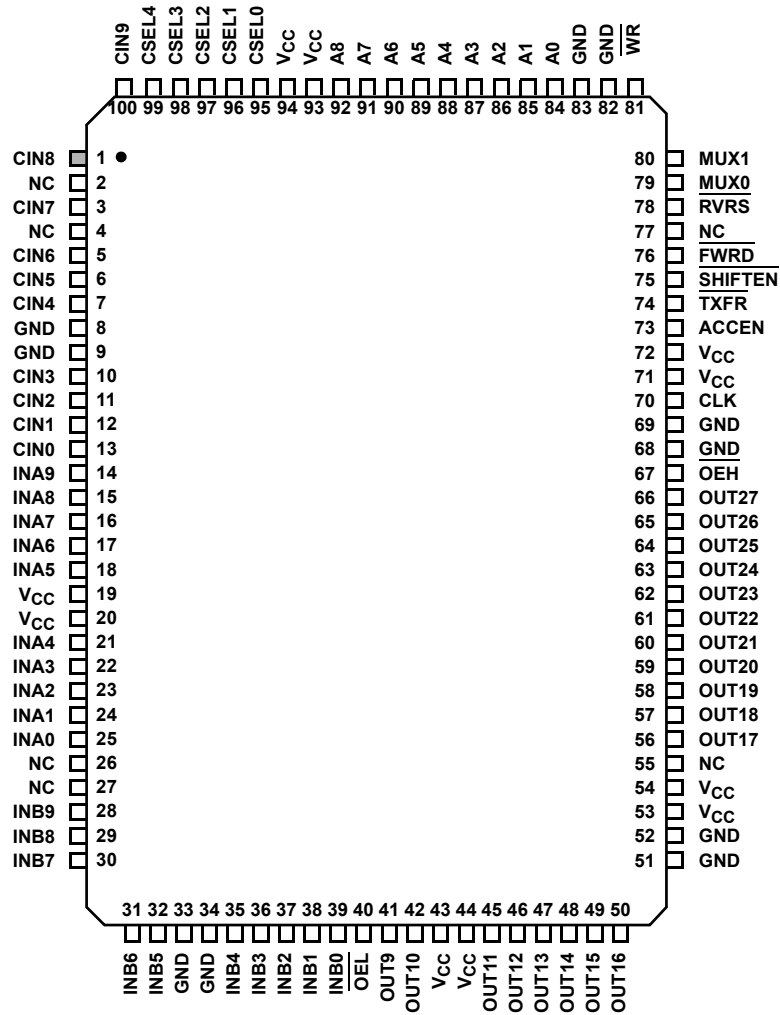 CIN9 CSEL4 CSEL3 CSEL2 CSEL1 CSEL0 VCC VCC A8 A7 A6 A5 A4 A3 A2 A1 A0 GND GND W̅R̅
100 99 98 97 96 95 94 93 92 91 90 89 88 87 86 85 84 83 82 81
CIN8 1 80 MUX1
NC 2 79 MUX0
CIN7 3 78 R̅V̅R̅S̅
NC 4 77 NC
CIN6 5 76 F̅W̅R̅D̅
CIN5 6 75 S̅H̅I̅F̅T̅E̅N̅
CIN4 7 74 T̅X̅F̅R̅
GND 8 73 ACCEN
GND 9 72 VCC
CIN3 10 71 VCC
CIN2 11 70 CLK
CIN1 12 69 GND
CIN0 13 68 GND
INA9 14 67 O̅E̅H̅
INA8 15 66 OUT27
INA7 16 65 OUT26
INA6 17 64 OUT25
INA5 18 63 OUT24
VCC 19 62 OUT23
VCC 20 61 OUT22
INA4 21 60 OUT21
INA3 22 59 OUT20
INA2 23 58 OUT19
INA1 24 57 OUT18
INA0 25 56 OUT17
NC 26 55 NC
NC 27 54 VCC
INB9 28 53 VCC
INB8 29 52 GND
INB7 30 51 GND
31 32 33 34 35 36 37 38 39 40 41 42 43 44 45 46 47 48 49 50
INB6 INB5 GND GND INB4 INB3 INB2 INB1 INB0 O̅E̅L̅ OUT9 OUT10 VCC VCC OUT11 OUT12 OUT13 OUT14 OUT15 OUT16